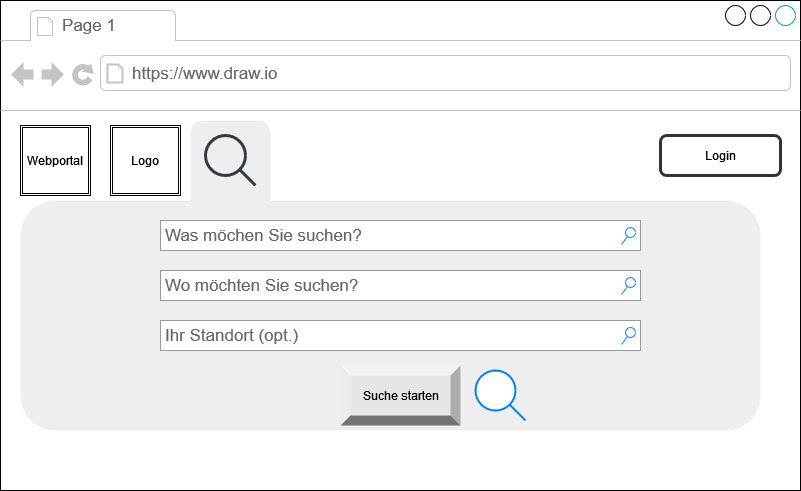 Page 1
https://www.draw.io
Webportal
Logo
Login
Was möchen Sie suchen?
Wo möchten Sie suchen?
Ihr Standort (opt.)
Suche starten